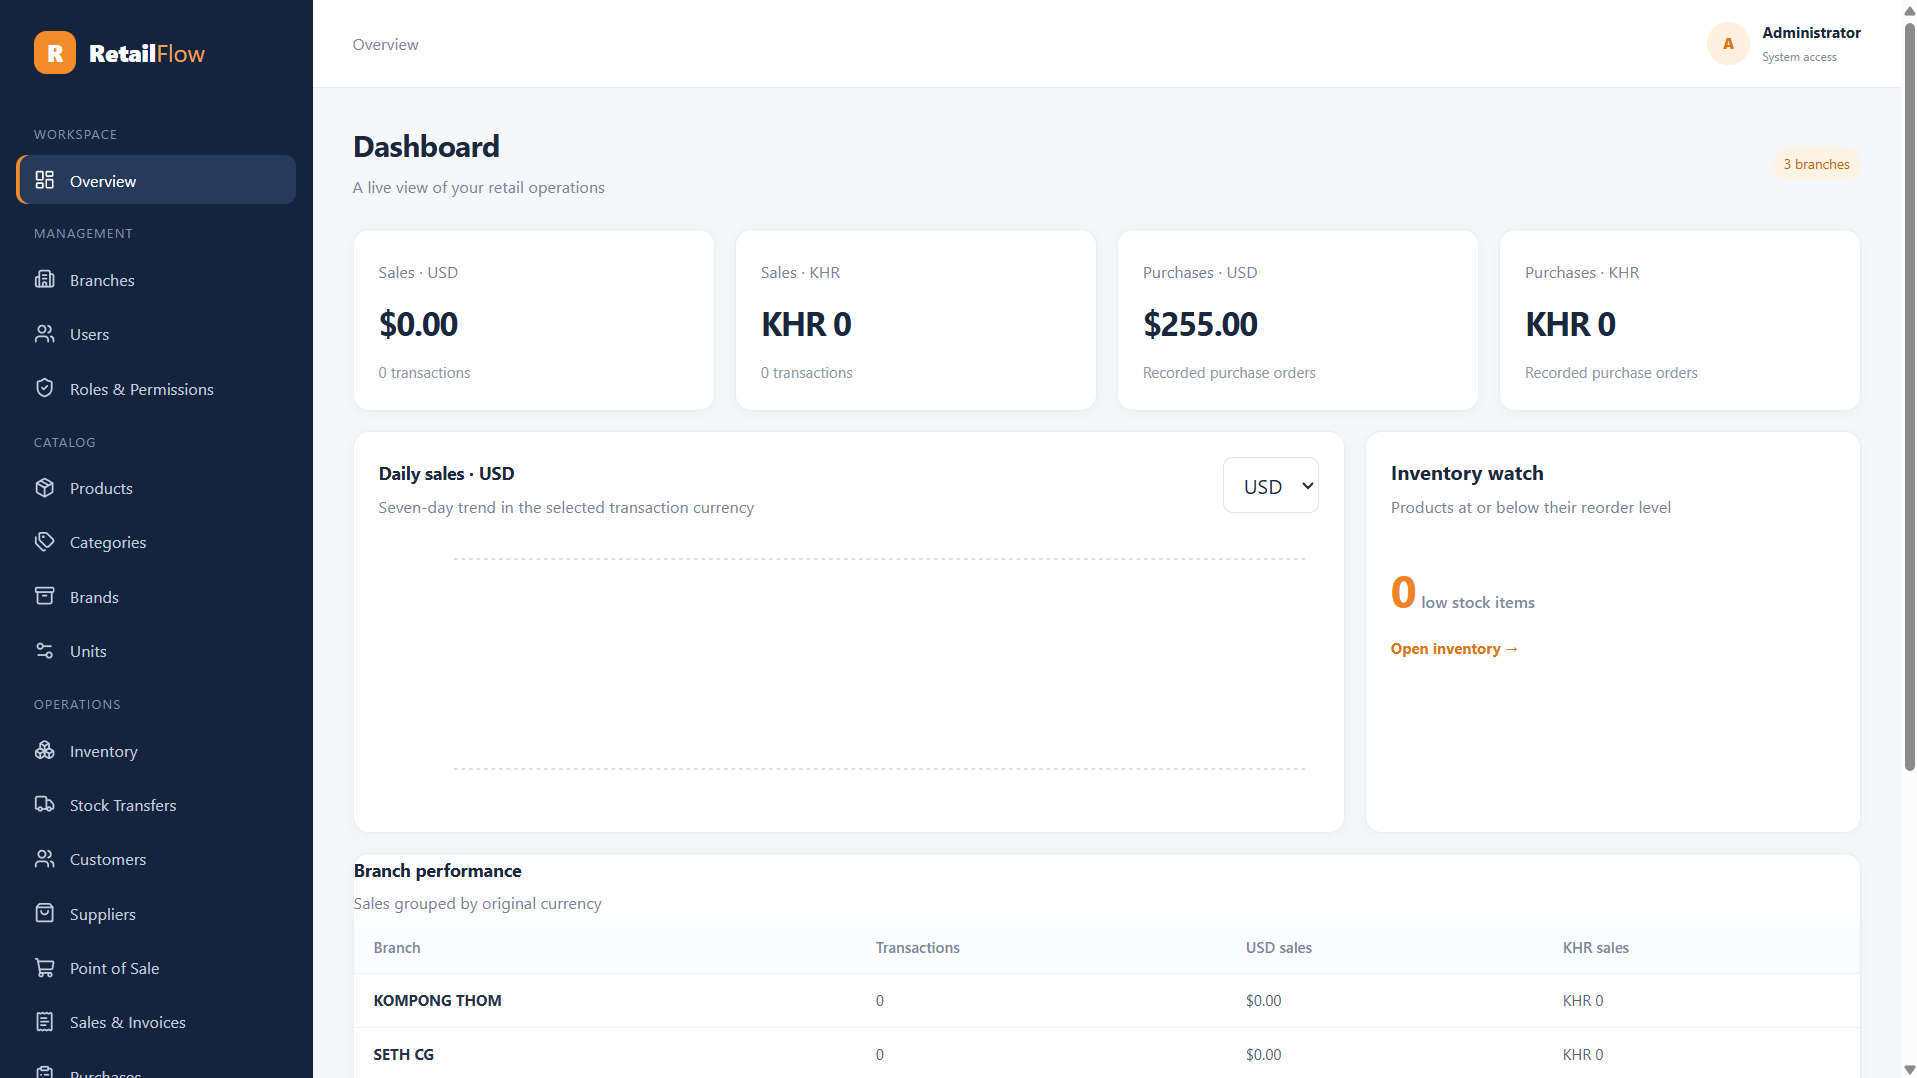 R RetailFlow
WORKSPACE
Overview
MANAGEMENT
Branches
Users
Roles & Permissions
CATALOG
Products
Categories
Brands
Units
OPERATIONS
Inventory
Stock Transfers
Customers
Suppliers
Point of Sale
Sales & Invoices
Purchases
Overview
A
Administrator
System access
Dashboard
A live view of your retail operations
3 branches
Sales · USD
$0.00
0 transactions
Sales · KHR
KHR 0
0 transactions
Purchases · USD
$255.00
Recorded purchase orders
Purchases · KHR
KHR 0
Recorded purchase orders
Daily sales · USD
Seven-day trend in the selected transaction currency
USD
Inventory watch
Products at or below their reorder level
0 low stock items
Open inventory →
Branch performance
Sales grouped by original currency
Branch Transactions USD sales KHR sales
KOMPONG THOM 0 $0.00 KHR 0
SETH CG 0 $0.00 KHR 0